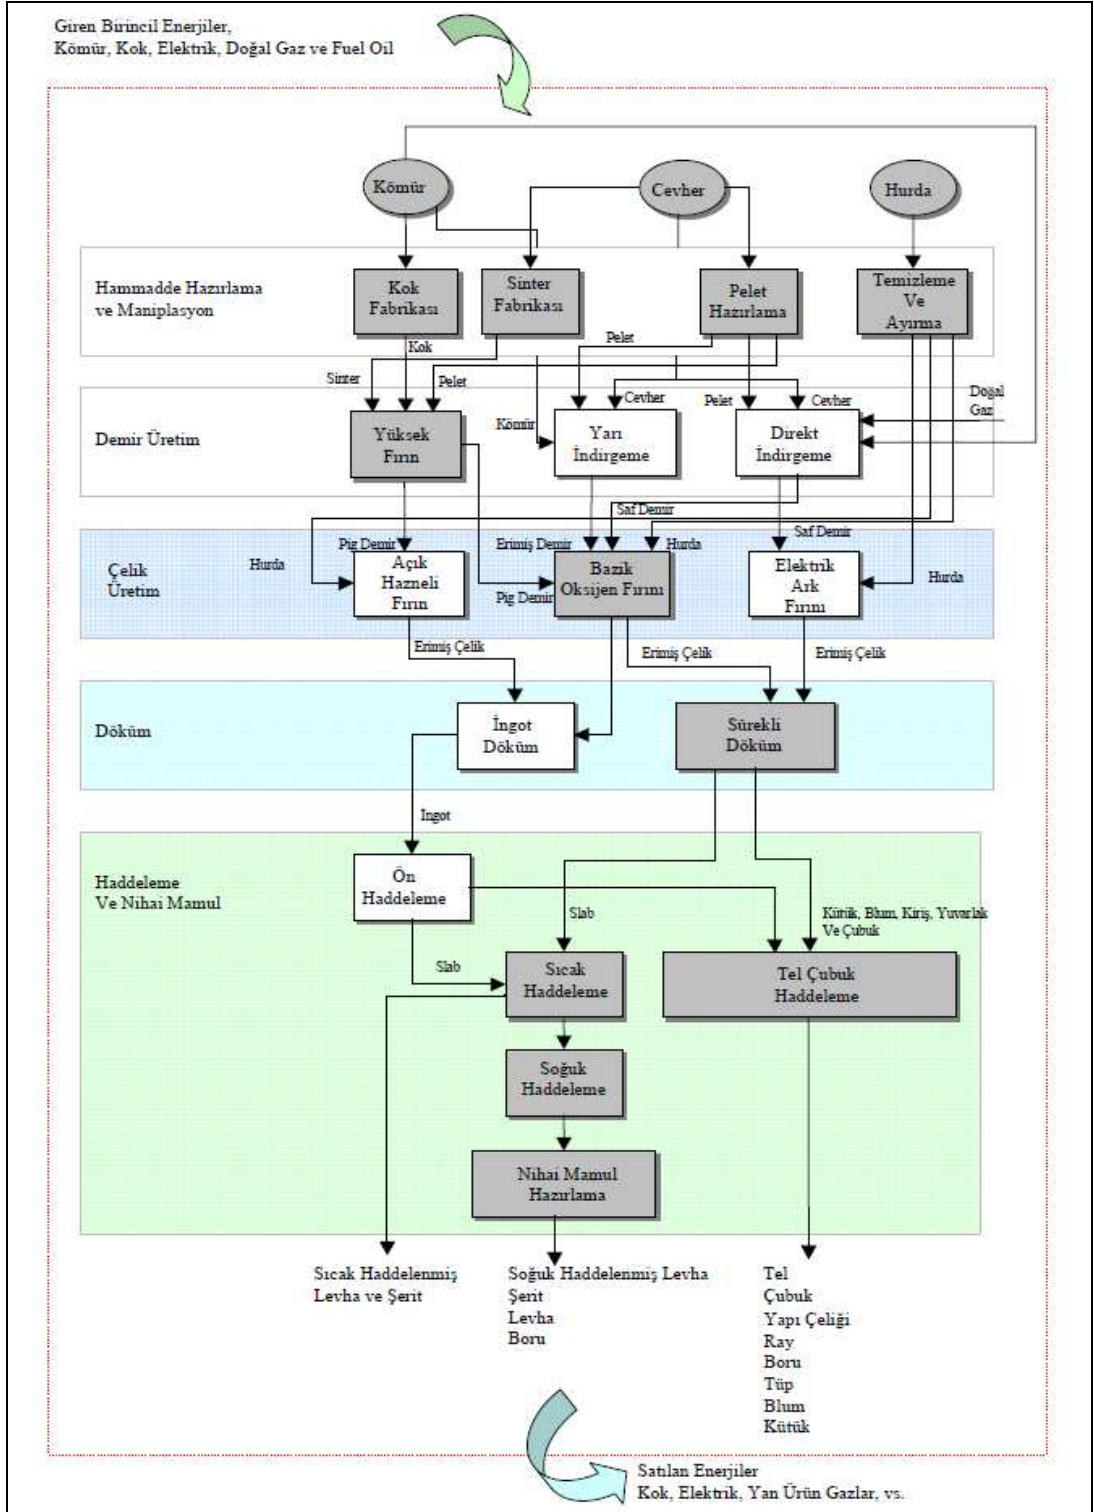 Giren Birincil Enerjiler,
Kömür, Kok, Elektrik, Doğal Gaz ve Fuel Oil
Kömür
Cevher
Hurda
Hammadde Hazırlama
ve Maniplasyon
Kok
Fabrikası
Sinter
Fabrikası
Pelet
Hazırlama
Temizleme
Ve
Ayırma
Kok
Pelet
Sinter
Pelet
Cevher
Pelet
Cevher
Doğal
Gaz
Kömür
Demir Üretim
Yüksek
Fırın
Yarı
İndirgeme
Direkt
İndirgeme
Saf Demir
Saf Demir
Pig Demir
Erimiş Demir
Hurda
Çelik
Üretim
Hurda
Açık
Hazneli
Fırın
Pig Demir
Bazik
Oksijen Fırını
Elektrik
Ark
Fırını
Hurda
Erimiş Çelik
Erimiş Çelik
Erimiş Çelik
Döküm
İngot
Döküm
Sürekli
Döküm
İngot
Haddeleme
Ve Nihai Mamul
Ön
Haddeleme
Slab
Kütük, Blum, Kiriş, Yuvarlak
Ve Çubuk
Slab
Sıcak
Haddeleme
Tel Çubuk
Haddeleme
Soğuk
Haddeleme
Nihai Mamul
Hazırlama
Sıcak Haddelenmiş
Levha ve Şerit
Soğuk Haddelenmiş Levha
Şerit
Levha
Boru
Tel
Çubuk
Yapı Çeliği
Ray
Boru
Tüp
Blum
Kütük
Satılan Enerjiler
Kok, Elektrik, Yan Ürün Gazlar, vs.